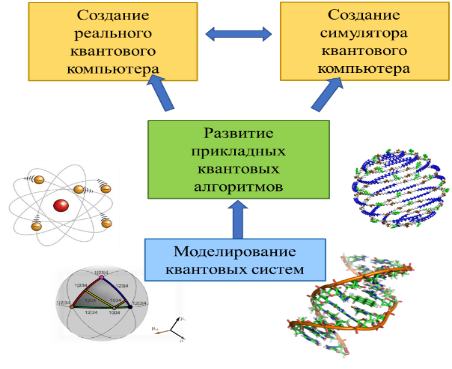 Создание
реального
квантового
компьютера
Создание
симулятора
квантового
компьютера
Развитие
прикладных
квантовых
алгоритмов
Моделирование
квантовых систем